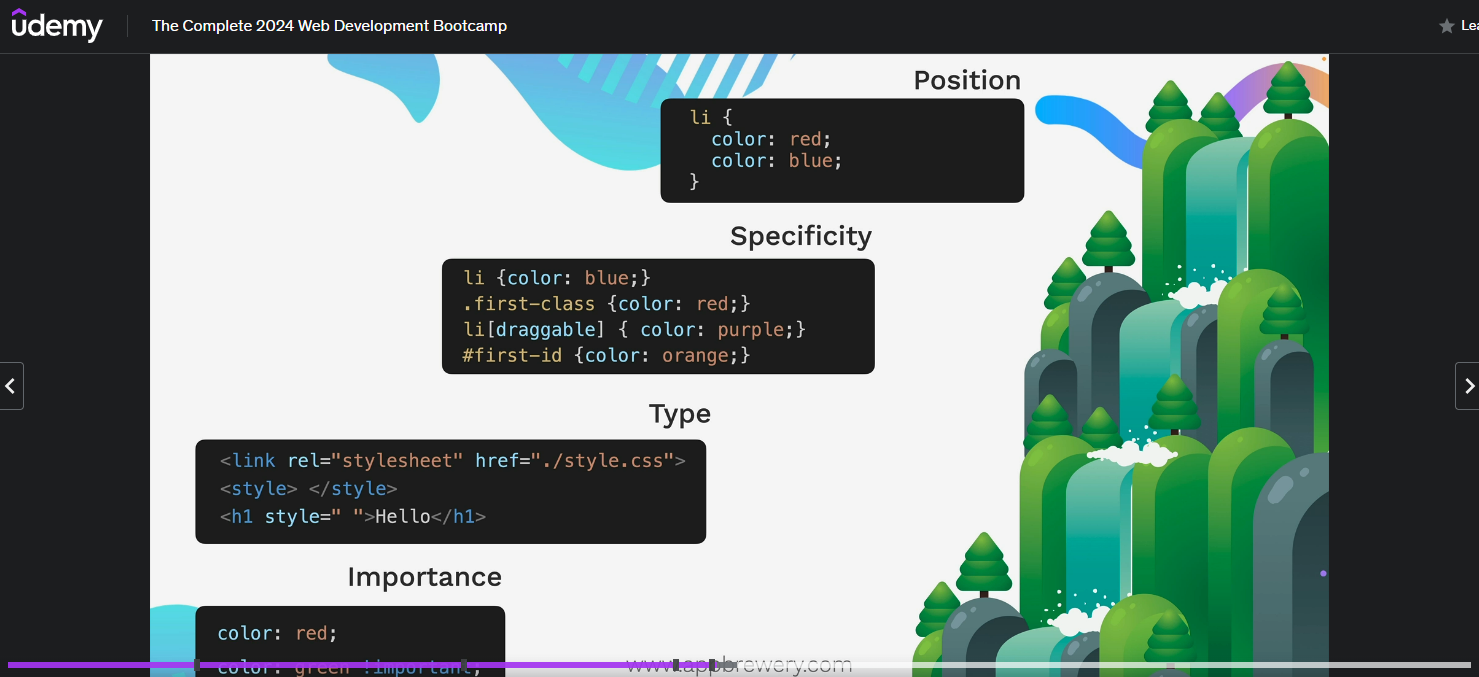 udemy
The Complete 2024 Web Development Bootcamp
Position
li {
color: red;
color: blue;
}
Specificity
li {color: blue;}
.first-class {color: red;}
li[draggable] { color: purple;}
#first-id {color: orange;}
Type
<link rel="stylesheet" href="./style.css">
<style> </style>
<h1 style=" ">Hello</h1>
Importance
color: red;
color: green !important;
www.appbrewery.com